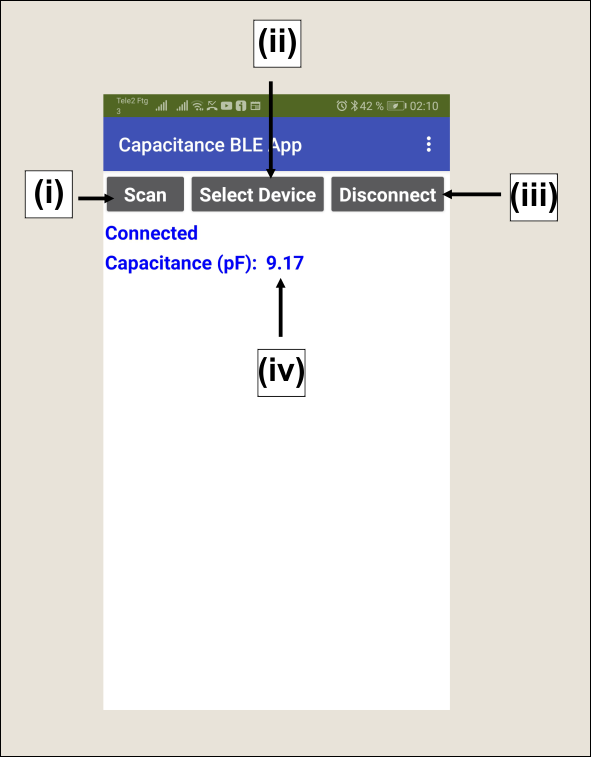 (ii)
Tele2 Ftg
3
42 % 02:10
Capacitance BLE App
(i)
Scan
Select Device
Disconnect
(iii)
Connected
Capacitance (pF): 9.17
(iv)